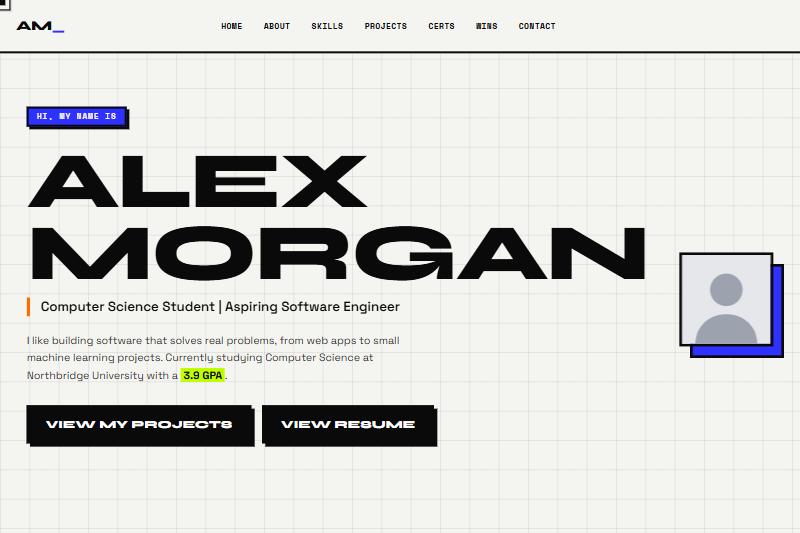 AM_
HOME ABOUT SKILLS PROJECTS CERTS WINS CONTACT
HI, MY NAME IS
ALEX
MORGAN
Computer Science Student | Aspiring Software Engineer
I like building software that solves real problems, from web apps to small
machine learning projects. Currently studying Computer Science at
Northbridge University with a 3.9 GPA.
VIEW MY PROJECTS VIEW RESUME